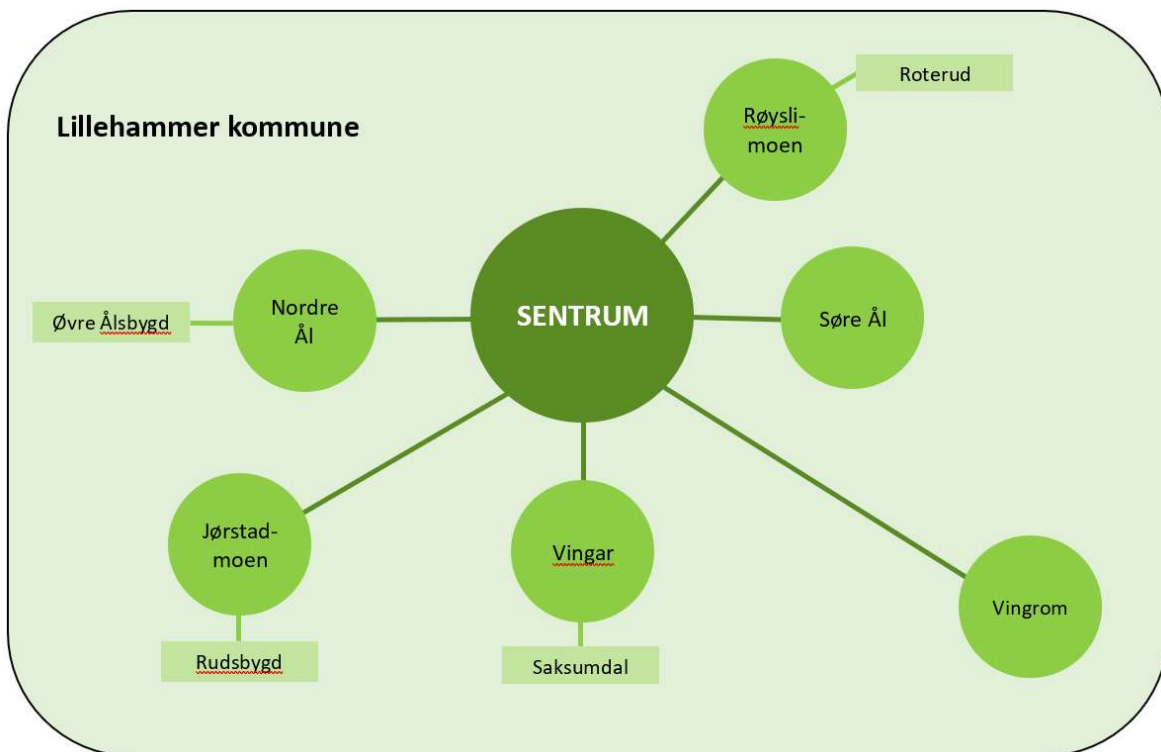 Lillehammer kommune
Roterud
Røysli-
moen
SENTRUM
Søre Ål
Nordre
Ål
Øvre Ålsbygd
Jørstad-
moen
Rudsbygd
Vingar
Saksumdal
Vingrom